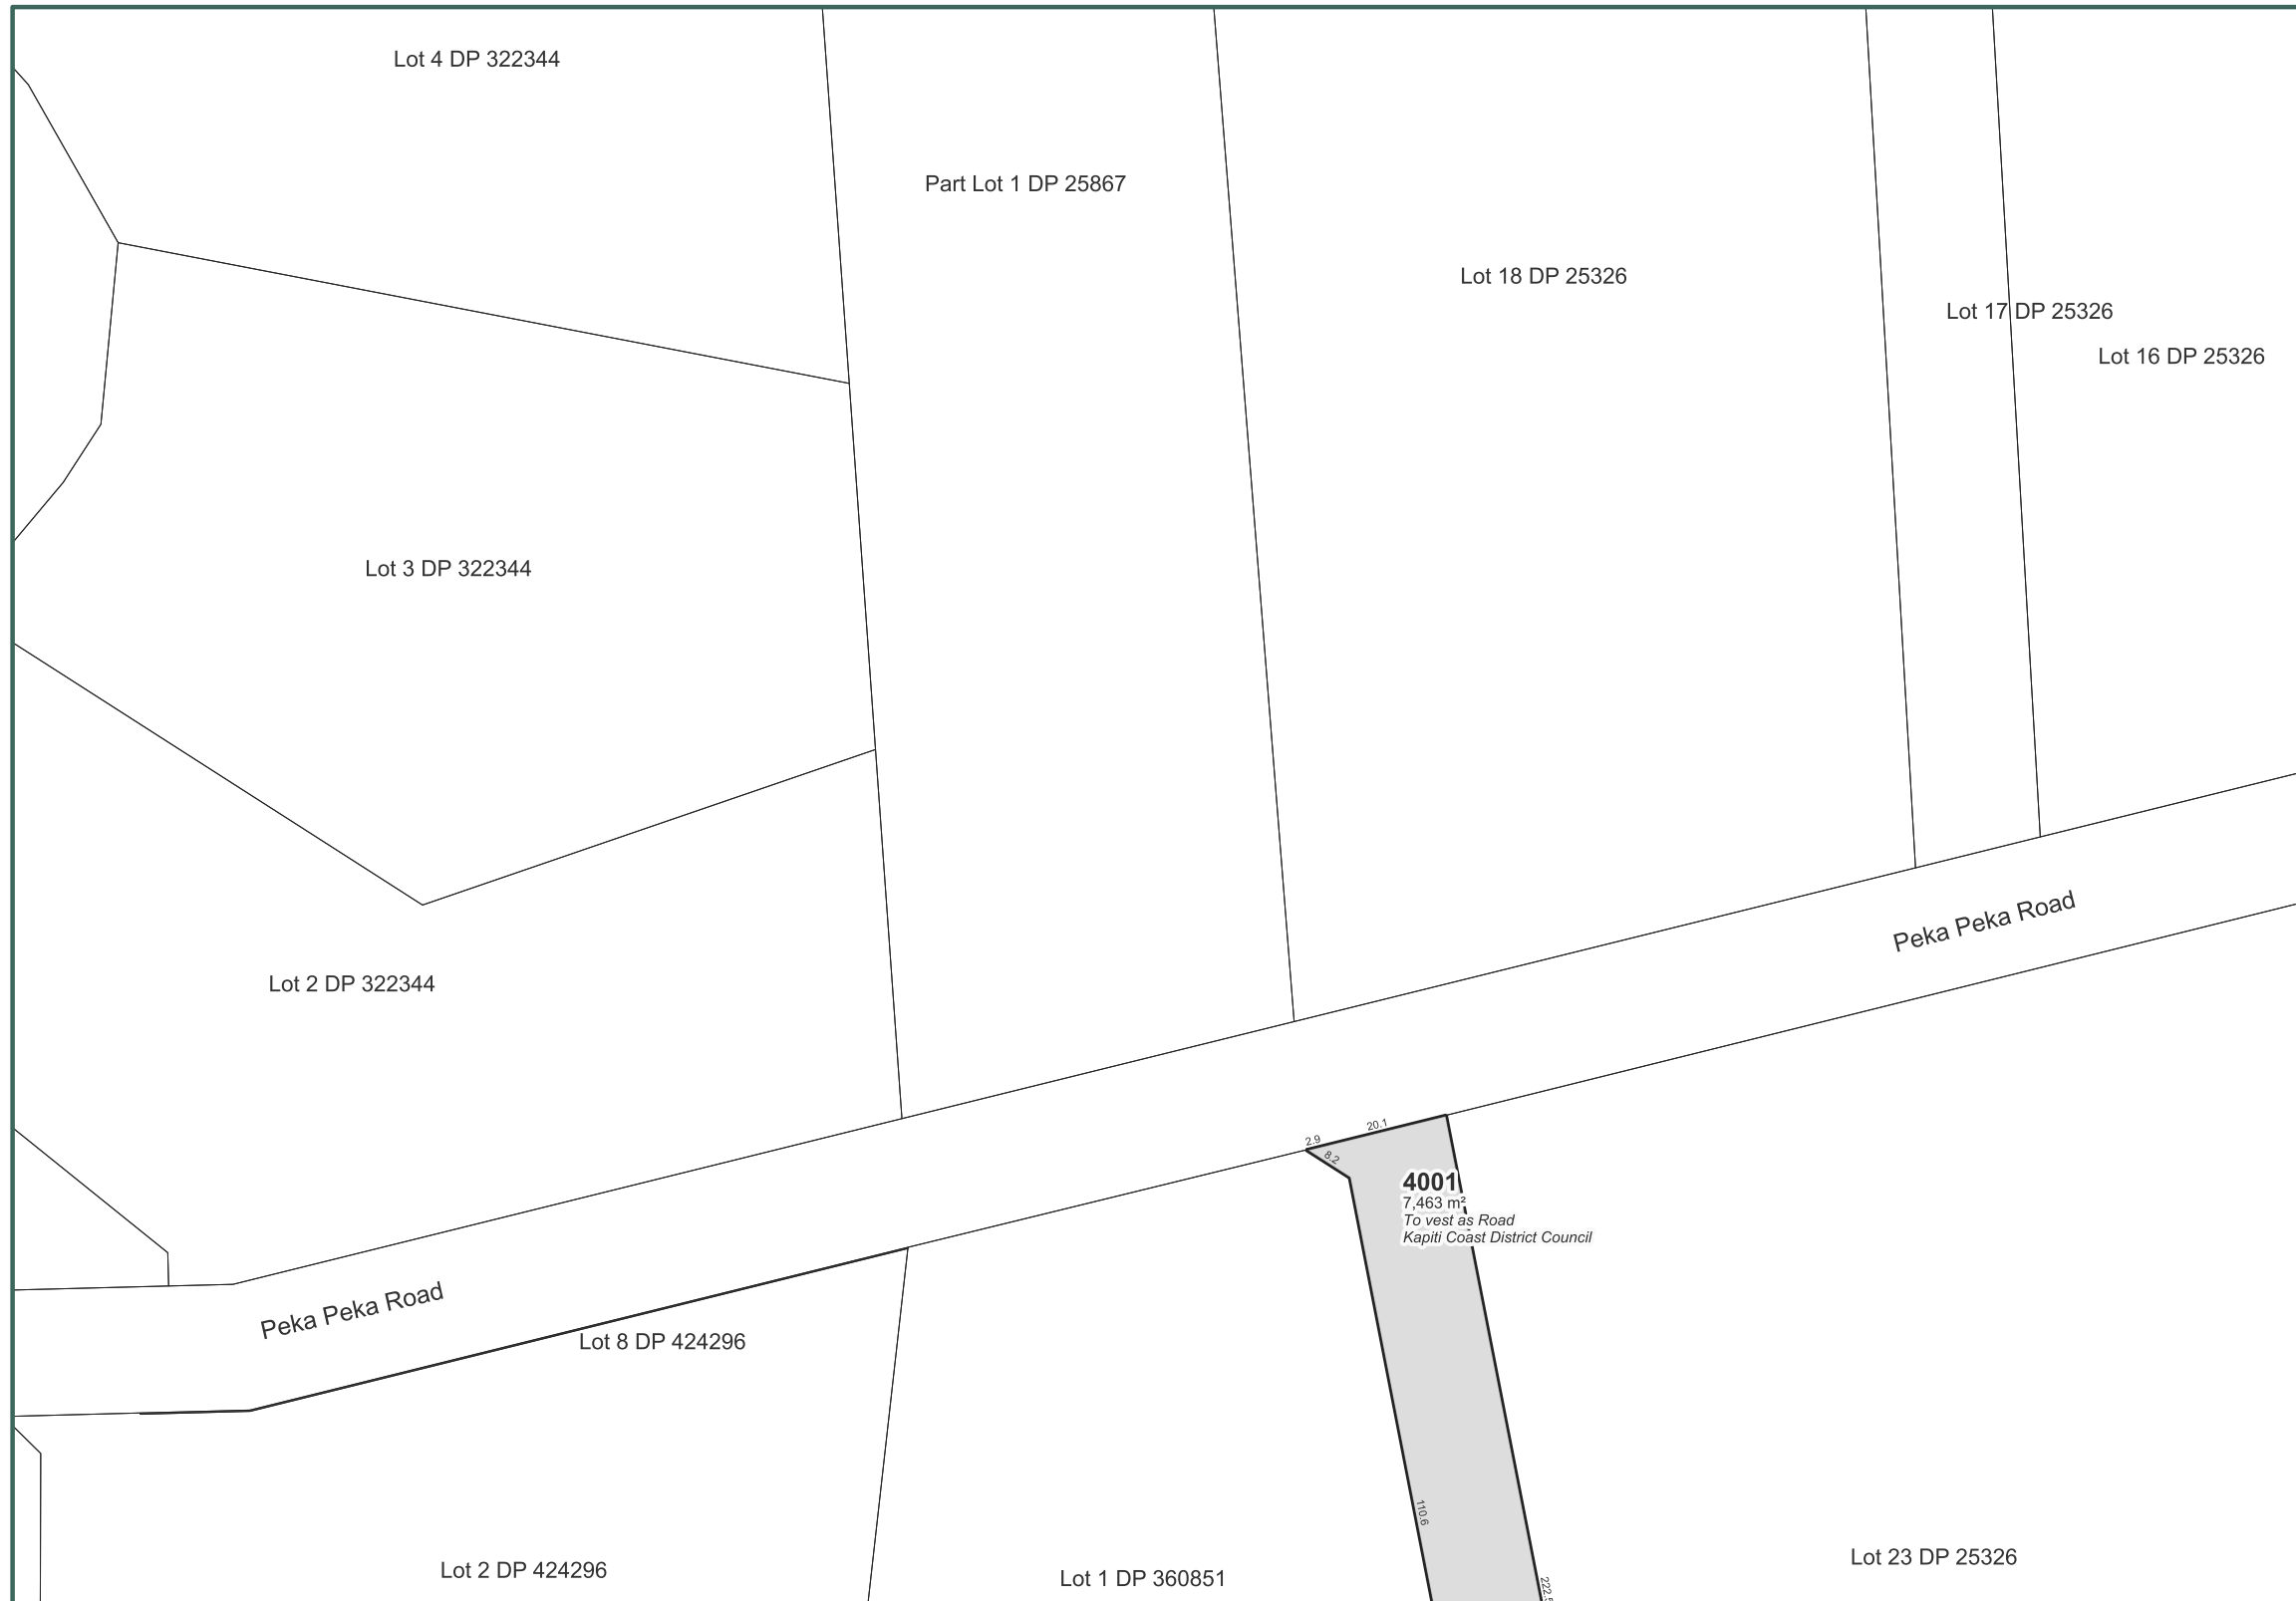 Lot 4 DP 322344
Part Lot 1 DP 25867
Lot 18 DP 25326
Lot 17 DP 25326
Lot 16 DP 25326
Lot 3 DP 322344
Peka Peka Road
Lot 2 DP 322344
20.1
2.9
8.2
4001
7,463 m²
To vest as Road
Kapiti Coast District Council
Peka Peka Road
Lot 8 DP 424296
110.6
Lot 23 DP 25326
Lot 2 DP 424296
Lot 1 DP 360851